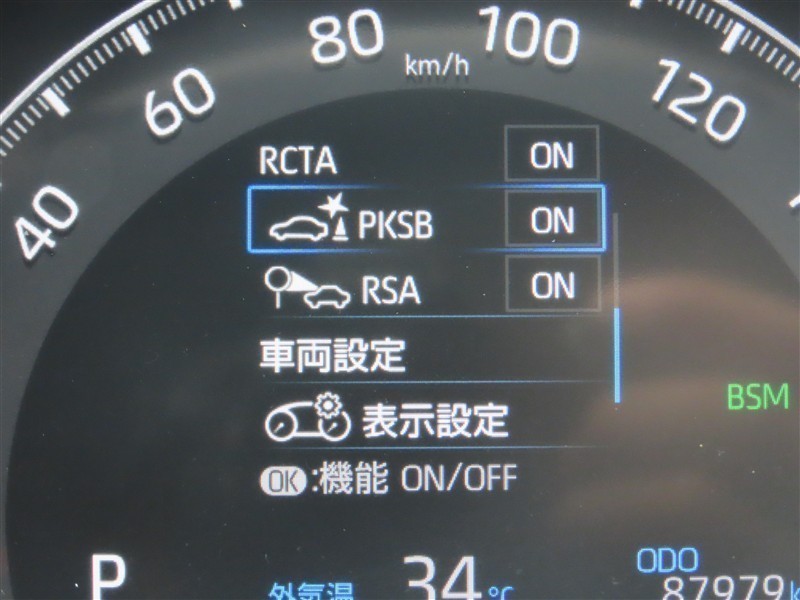 80 100
km/h
60 120
40
RCTA ON
PKSB ON
RSA ON
車両設定
BSM
表示設定
OK:機能 ON/OFF
P 外気温 34°C ODO
87979k